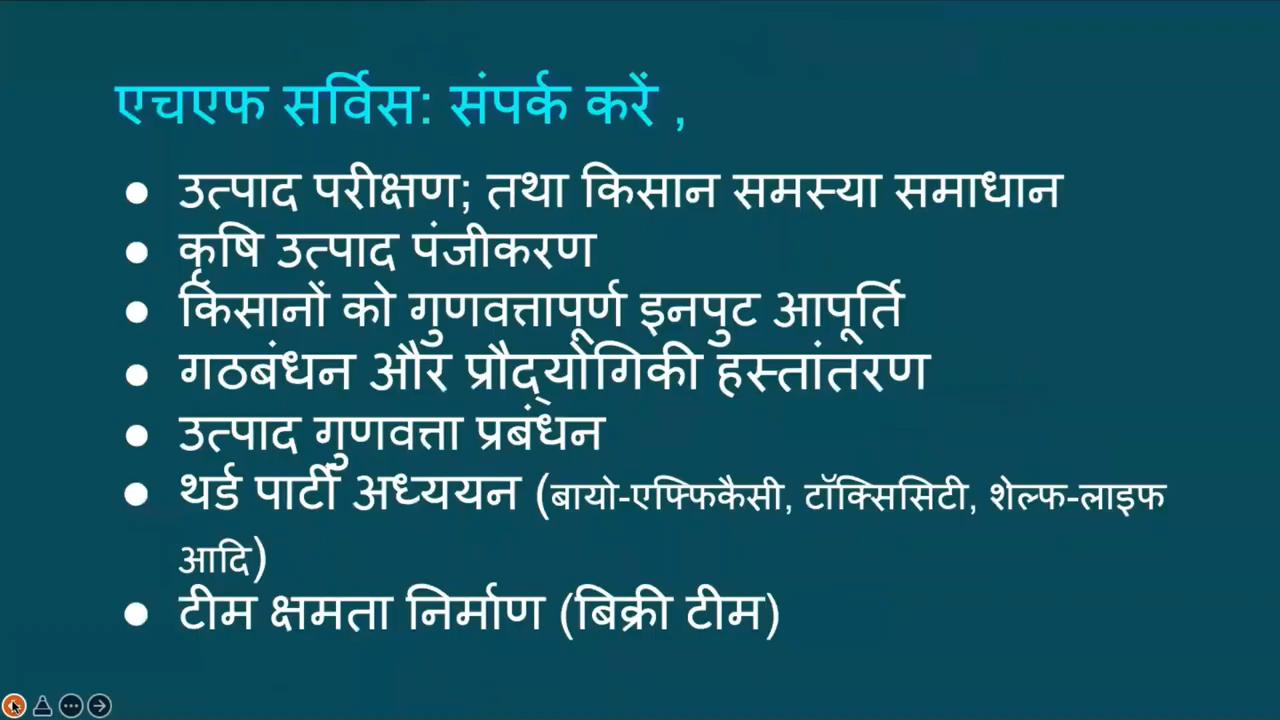 एचएफ सर्विस: संपर्क करें ,
● उत्पाद परीक्षण; तथा किसान समस्या समाधान
● कृषि उत्पाद पंजीकरण
● किसानों को गुणवत्तापूर्ण इनपुट आपूर्ति
● गठबंधन और प्रौद्योगिकी हस्तांतरण
● उत्पाद गुणवत्ता प्रबंधन
● थर्ड पार्टी अध्ययन (बायो-एफ्फिकैसी, टॉक्सिसिटी, शेल्फ-लाइफ
आदि)
● टीम क्षमता निर्माण (बिक्री टीम)